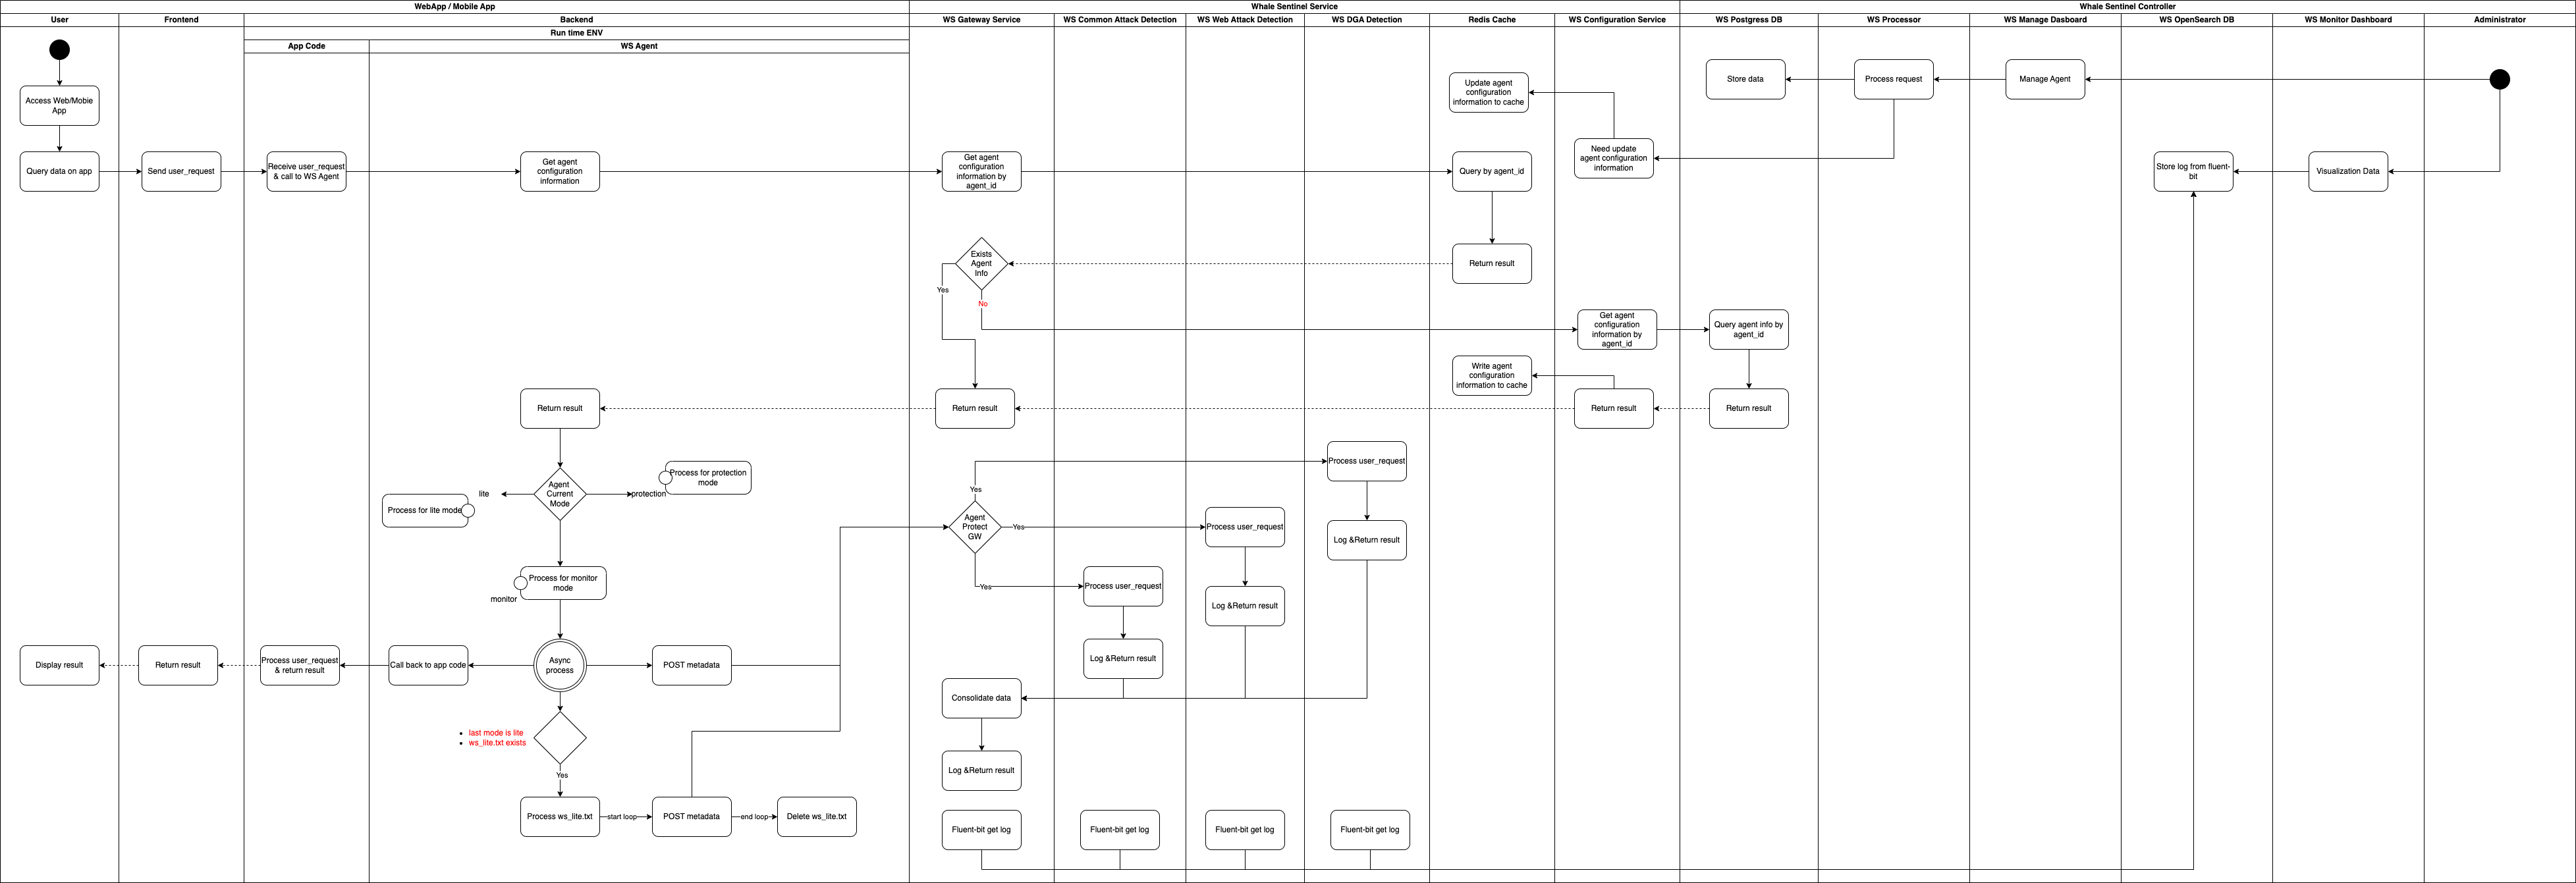 WebApp / Mobile App
Whale Sentinel Service
Whale Sentinel Controller
User
Frontend
Backend
WS Gateway Service
WS Common Attack Detection
WS Web Attack Detection
WS DGA Detection
Redis Cache
WS Configuration Service
WS Postgress DB
WS Processor
WS Manage Dasboard
WS OpenSearch DB
WS Monitor Dashboard
Administrator
Run time ENV
App Code
WS Agent
Access Web/Mobie
App
Update agent
configuration
information to cache
Store data
Process request
Manage Agent
Need update
agent configuration
information
Query data on app
Send user_request
Receive user_request
& call to WS Agent
Get agent
configuration
information
Get agent
configuration
information by
agent_id
Query by agent_id
Store log from fluent-
bit
Visualization Data
Exists
Agent
Info
Return result
Yes
No
Get agent
configuration
information by
agent_id
Query agent info by
agent_id
Write agent
configuration
information to cache
Return result
Return result
Return result
Return result
Agent
Current
Mode
lite
protection
Process for lite mode
Process for protection
mode
Process for monitor
mode
monitor
Agent
Protect
GW
Yes
Yes
Yes
Process user_request
Log &Return result
Process user_request
Log &Return result
Process user_request
Log &Return result
Display result
Return result
Process user_request
& return result
Call back to app code
Async
process
POST metadata
Consolidate data
Log &Return result
• last mode is lite
• ws_lite.txt exists
Yes
Process ws_lite.txt
start loop
POST metadata
end loop
Delete ws_lite.txt
Fluent-bit get log
Fluent-bit get log
Fluent-bit get log
Fluent-bit get log